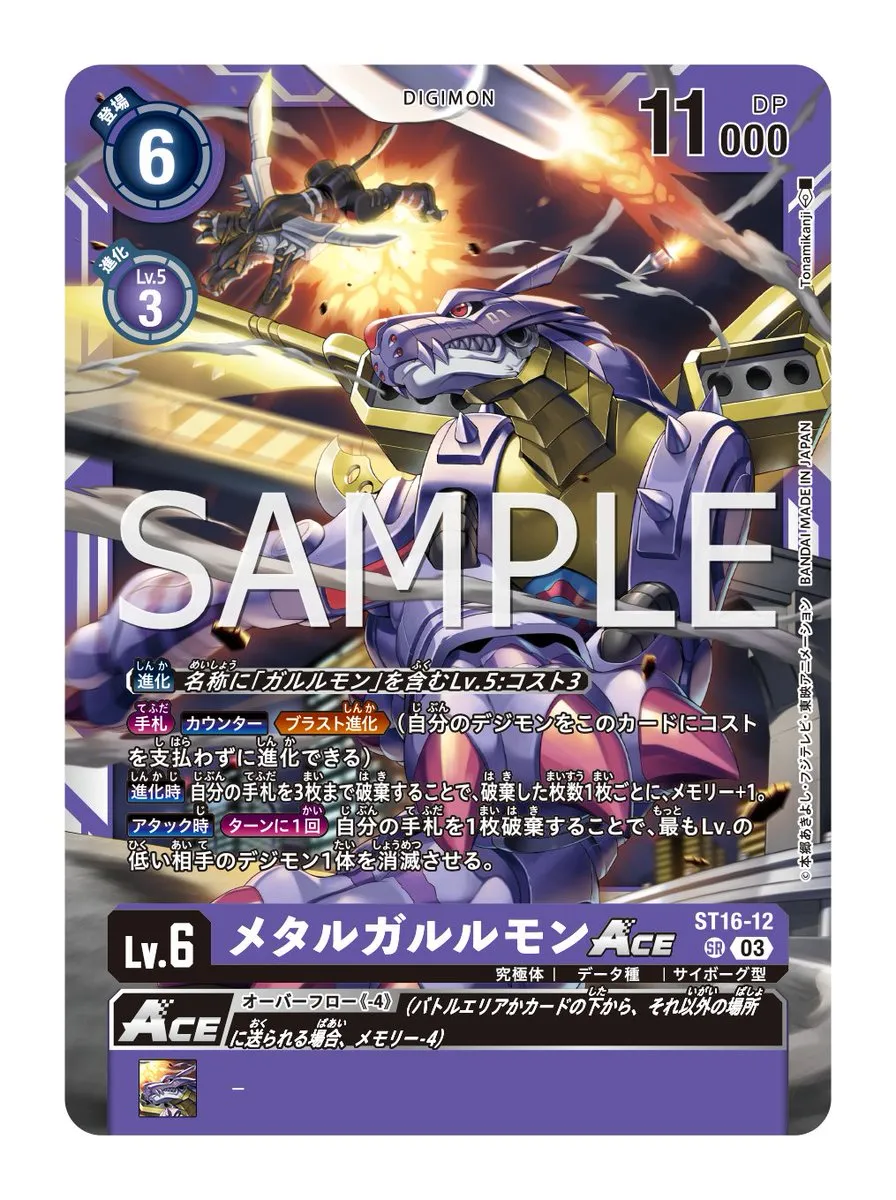 DIGIMON
登場
6
11000
DP
進化
Lv.5
3
Tonamikanji
SAMPLE
進化 名称に「ガルルモン」を含むLv.5:コスト3
手札 カウンター ブラスト進化 (自分のデジモンをこのカードにコスト
を支払わずに進化できる)
進化時 自分の手札を3枚まで破棄することで、破棄した枚数1枚ごとに、メモリー+1。
アタック時 ターンに1回 自分の手札を1枚破棄することで、最もLv.の
低い相手のデジモン1体を消滅させる。
©本郷あきよし・フジテレビ・東映アニメーション BANDAI MADE IN JAPAN
Lv.6
メタルガルルモンACE
ST16-12
SR 03
究極体 | データ種 | サイボーグ型
ACE
オーバーフロー《-4》 (バトルエリアかカードの下から、それ以外の場所
に送られる場合、メモリー-4)
–